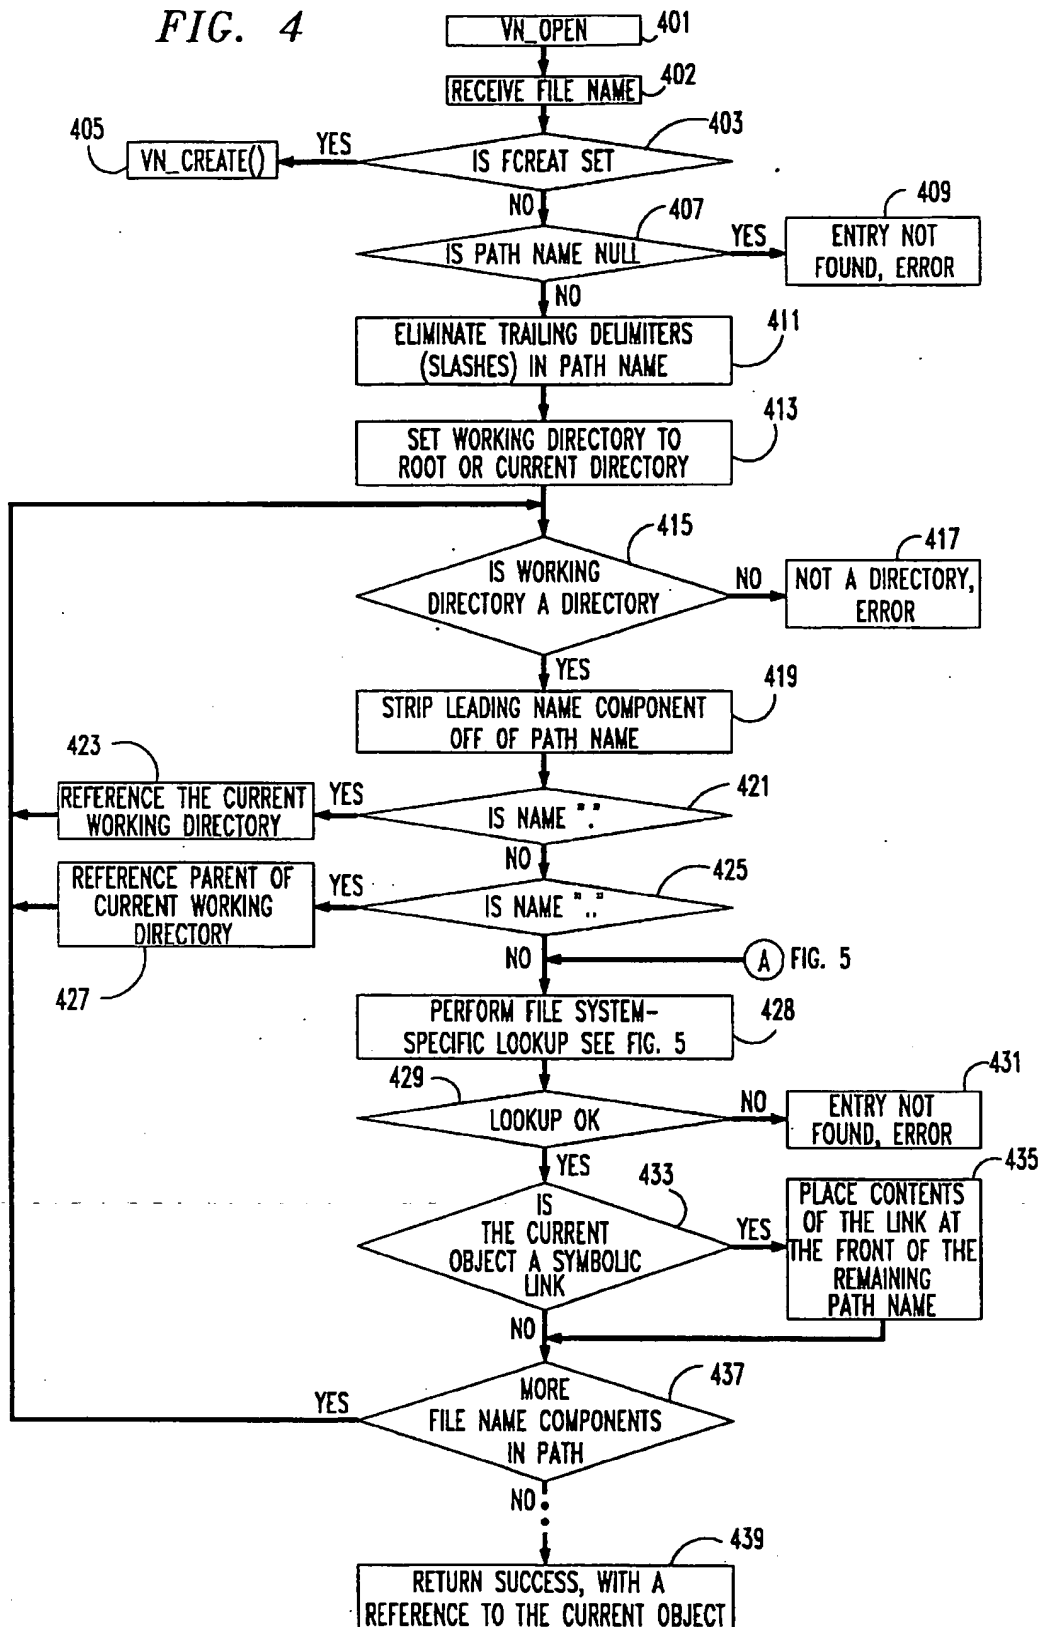 FIG. 4
VN_OPEN
401
RECEIVE FILE NAME
402
403
IS FCREAT SET
YES
405
VN_CREATE()
NO
407
IS PATH NAME NULL
YES
409
ENTRY NOT
FOUND, ERROR
NO
ELIMINATE TRAILING DELIMITERS
(SLASHES) IN PATH NAME
411
SET WORKING DIRECTORY TO
ROOT OR CURRENT DIRECTORY
413
415
IS WORKING
DIRECTORY A DIRECTORY
NO
417
NOT A DIRECTORY,
ERROR
YES
STRIP LEADING NAME COMPONENT
OFF OF PATH NAME
419
421
IS NAME "."
YES
423
REFERENCE THE CURRENT
WORKING DIRECTORY
NO
425
IS NAME ".."
YES
REFERENCE PARENT OF
CURRENT WORKING
DIRECTORY
427
NO
A FIG. 5
PERFORM FILE SYSTEM-
SPECIFIC LOOKUP SEE FIG. 5
428
429
LOOKUP OK
NO
431
ENTRY NOT
FOUND, ERROR
YES
433
IS
THE CURRENT
OBJECT A SYMBOLIC
LINK
YES
435
PLACE CONTENTS
OF THE LINK AT
THE FRONT OF THE
REMAINING
PATH NAME
NO
437
MORE
FILE NAME COMPONENTS
IN PATH
YES
NO
439
RETURN SUCCESS, WITH A
REFERENCE TO THE CURRENT OBJECT